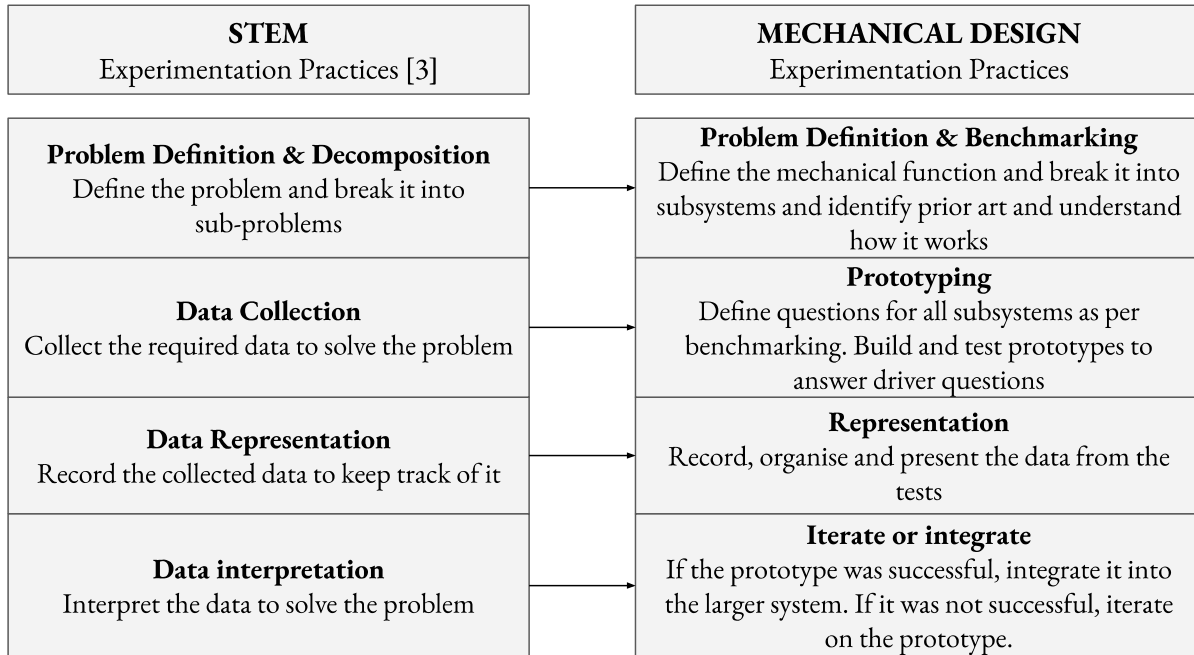 STEM
Experimentation Practices [3]
MECHANICAL DESIGN
Experimentation Practices
Problem Definition & Decomposition
Define the problem and break it into
sub-problems
Problem Definition & Benchmarking
Define the mechanical function and break it into
subsystems and identify prior art and understand
how it works
Data Collection
Collect the required data to solve the problem
Prototyping
Define questions for all subsystems as per
benchmarking. Build and test prototypes to
answer driver questions
Data Representation
Record the collected data to keep track of it
Representation
Record, organise and present the data from the
tests
Data interpretation
Interpret the data to solve the problem
Iterate or integrate
If the prototype was successful, integrate it into
the larger system. If it was not successful, iterate
on the prototype.